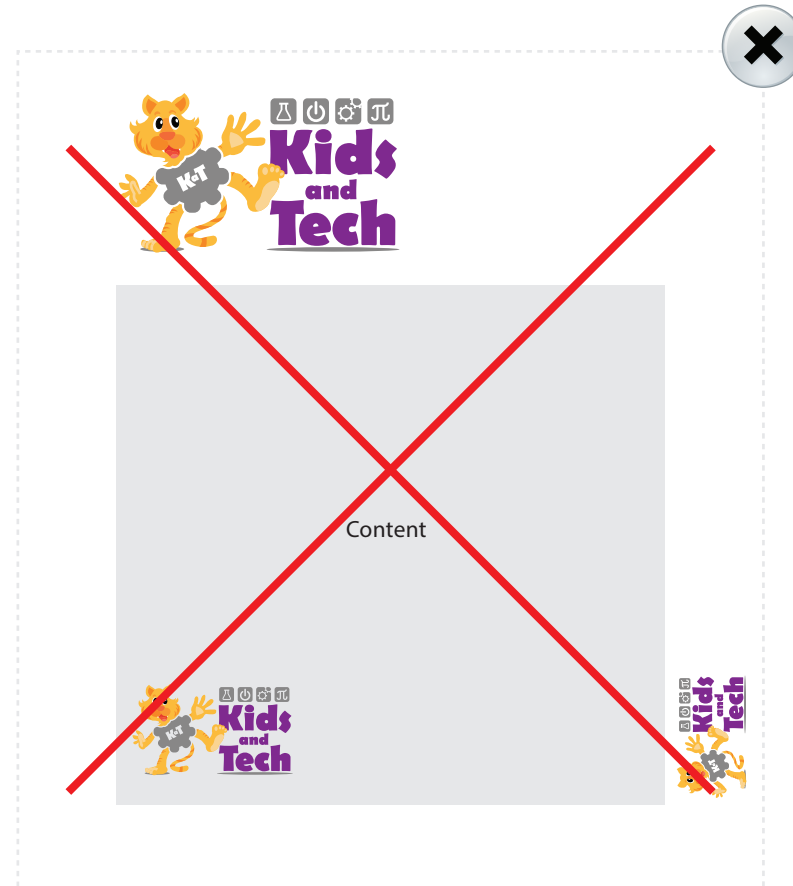 π
Kids
and
Tech
K&T
Content
π
Kids
and
Tech
K&T
π
Kids
and
Tech
K&T